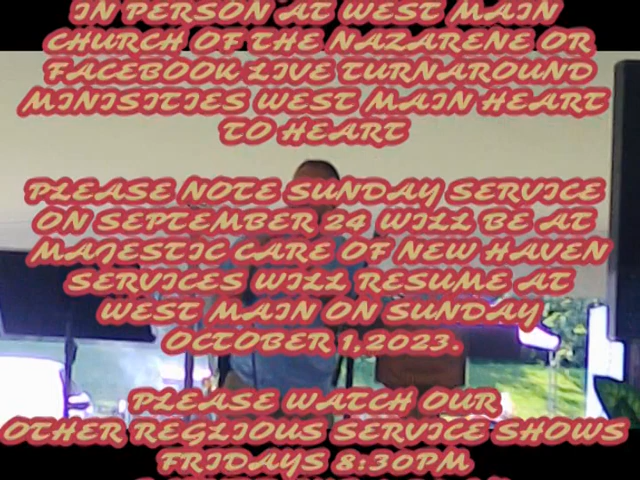 IN PERSON AT WEST MAIN
CHURCH OF THE NAZARENE OR
FACEBOOK LIVE TURNAROUND
MINISITIES WEST MAIN HEART
TO HEART
PLEASE NOTE SUNDAY SERVICE
ON SEPTEMBER 24 WILL BE AT
MAJESTIC CARE OF NEW HAVEN
SERVICES WILL RESUME AT
WEST MAIN ON SUNDAY
OCTOBER 1,2023.
PLEASE WATCH OUR
OTHER REGLIOUS SERVICE SHOWS
FRIDAYS 8:30PM